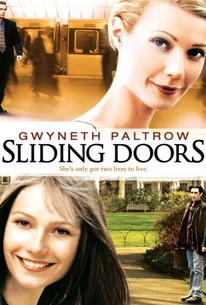 GWYNETH PALTROW
SLIDING DOORS
She's only got two lives to live.